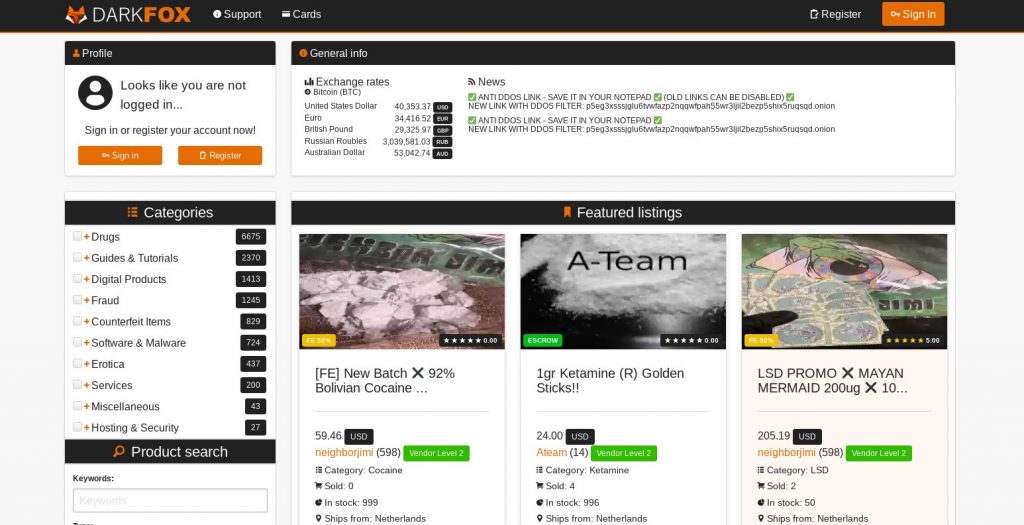 DARKFOX
Support
Cards
Register
Sign In
Profile
Looks like you are not
logged in...
Sign in or register your account now!
Sign in
Register
General info
Exchange rates
Bitcoin (BTC)
United States Dollar 40,353.37 USD
Euro 34,416.52 EUR
British Pound 29,325.97 GBP
Russian Roubles 3,039,581.03 RUB
Australian Dollar 53,042.74 AUD
News
✅ ANTI DDOS LINK - SAVE IT IN YOUR NOTEPAD ✅ (OLD LINKS CAN BE DISABLED) ✅
NEW LINK WITH DDOS FILTER:
✅ ANTI DDOS LINK - SAVE IT IN YOUR NOTEPAD ✅
NEW LINK WITH DDOS FILTER:
Categories
Drugs 6675
Guides & Tutorials 2370
Digital Products 1413
Fraud 1245
Counterfeit Items 829
Software & Malware 724
Erotica 437
Services 200
Miscellaneous 43
Hosting & Security 27
Product search
Keywords:
Keywords
Featured listings
FE 50%
★★★★★ 0.00
[FE] New Batch ❌ 92%
Bolivian Cocaine ...
59.46 USD
neighborjimi (598) Vendor Level 2
Category: Cocaine
Sold: 0
In stock: 999
Ships from: Netherlands
A-Team
ESCROW
★★★★★ 0.00
1gr Ketamine (R) Golden
Sticks!!
24.00 USD
Ateam (14) Vendor Level 2
Category: Ketamine
Sold: 4
In stock: 996
Ships from: Netherlands
FE 50%
★★★★★ 5.00
LSD PROMO ❌ MAYAN
MERMAID 200ug ❌ 10...
205.19 USD
neighborjimi (598) Vendor Level 2
Category: LSD
Sold: 2
In stock: 50
Ships from: Netherlands